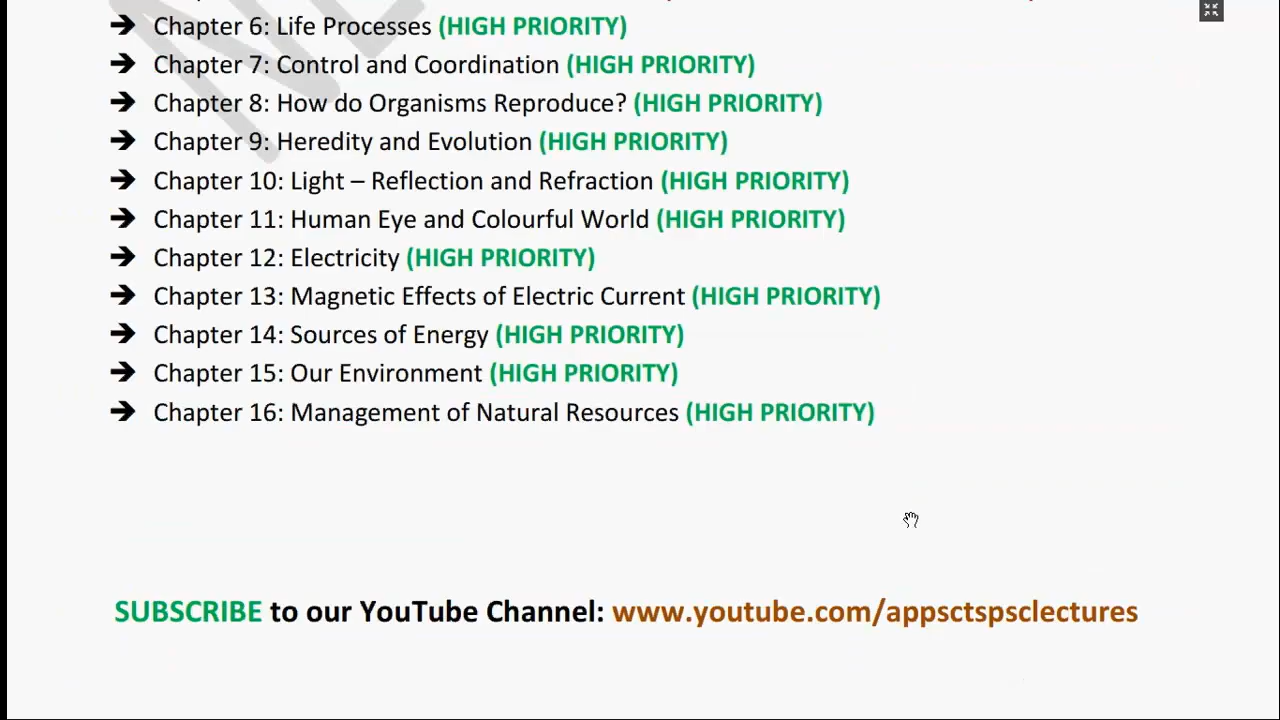 ➔ Chapter 6: Life Processes (HIGH PRIORITY)
➔ Chapter 7: Control and Coordination (HIGH PRIORITY)
➔ Chapter 8: How do Organisms Reproduce? (HIGH PRIORITY)
➔ Chapter 9: Heredity and Evolution (HIGH PRIORITY)
➔ Chapter 10: Light – Reflection and Refraction (HIGH PRIORITY)
➔ Chapter 11: Human Eye and Colourful World (HIGH PRIORITY)
➔ Chapter 12: Electricity (HIGH PRIORITY)
➔ Chapter 13: Magnetic Effects of Electric Current (HIGH PRIORITY)
➔ Chapter 14: Sources of Energy (HIGH PRIORITY)
➔ Chapter 15: Our Environment (HIGH PRIORITY)
➔ Chapter 16: Management of Natural Resources (HIGH PRIORITY)
SUBSCRIBE to our YouTube Channel: www.youtube.com/appsctspsclectures